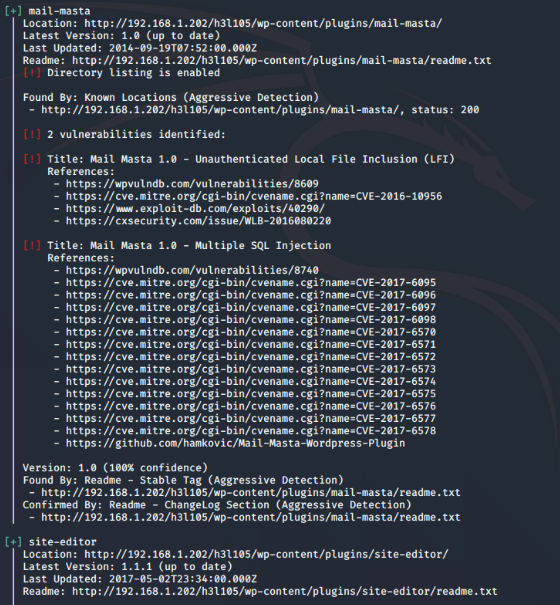 [+] mail-masta
Location: http://192.168.1.202/h3l105/wp-content/plugins/mail-masta/
Latest Version: 1.0 (up to date)
Last Updated: 2014-09-19T07:52:00.000Z
Readme: http://192.168.1.202/h3l105/wp-content/plugins/mail-masta/readme.txt
[!] Directory listing is enabled
Found By: Known Locations (Aggressive Detection)
- http://192.168.1.202/h3l105/wp-content/plugins/mail-masta/, status: 200
[!] 2 vulnerabilities identified:
[!] Title: Mail Masta 1.0 - Unauthenticated Local File Inclusion (LFI)
References:
- https://wpvulndb.com/vulnerabilities/8609
- https://cve.mitre.org/cgi-bin/cvename.cgi?name=CVE-2016-10956
- https://www.exploit-db.com/exploits/40290/
- https://cxsecurity.com/issue/WLB-2016080220
[!] Title: Mail Masta 1.0 - Multiple SQL Injection
References:
- https://wpvulndb.com/vulnerabilities/8740
- https://cve.mitre.org/cgi-bin/cvename.cgi?name=CVE-2017-6095
- https://cve.mitre.org/cgi-bin/cvename.cgi?name=CVE-2017-6096
- https://cve.mitre.org/cgi-bin/cvename.cgi?name=CVE-2017-6097
- https://cve.mitre.org/cgi-bin/cvename.cgi?name=CVE-2017-6098
- https://cve.mitre.org/cgi-bin/cvename.cgi?name=CVE-2017-6570
- https://cve.mitre.org/cgi-bin/cvename.cgi?name=CVE-2017-6571
- https://cve.mitre.org/cgi-bin/cvename.cgi?name=CVE-2017-6572
- https://cve.mitre.org/cgi-bin/cvename.cgi?name=CVE-2017-6573
- https://cve.mitre.org/cgi-bin/cvename.cgi?name=CVE-2017-6574
- https://cve.mitre.org/cgi-bin/cvename.cgi?name=CVE-2017-6575
- https://cve.mitre.org/cgi-bin/cvename.cgi?name=CVE-2017-6576
- https://cve.mitre.org/cgi-bin/cvename.cgi?name=CVE-2017-6577
- https://cve.mitre.org/cgi-bin/cvename.cgi?name=CVE-2017-6578
- https://github.com/hamkovic/Mail-Masta-Wordpress-Plugin
Version: 1.0 (100% confidence)
Found By: Readme - Stable Tag (Aggressive Detection)
- http://192.168.1.202/h3l105/wp-content/plugins/mail-masta/readme.txt
Confirmed By: Readme - ChangeLog Section (Aggressive Detection)
- http://192.168.1.202/h3l105/wp-content/plugins/mail-masta/readme.txt
[+] site-editor
Location: http://192.168.1.202/h3l105/wp-content/plugins/site-editor/
Latest Version: 1.1.1 (up to date)
Last Updated: 2017-05-02T23:34:00.000Z
Readme: http://192.168.1.202/h3l105/wp-content/plugins/site-editor/readme.txt